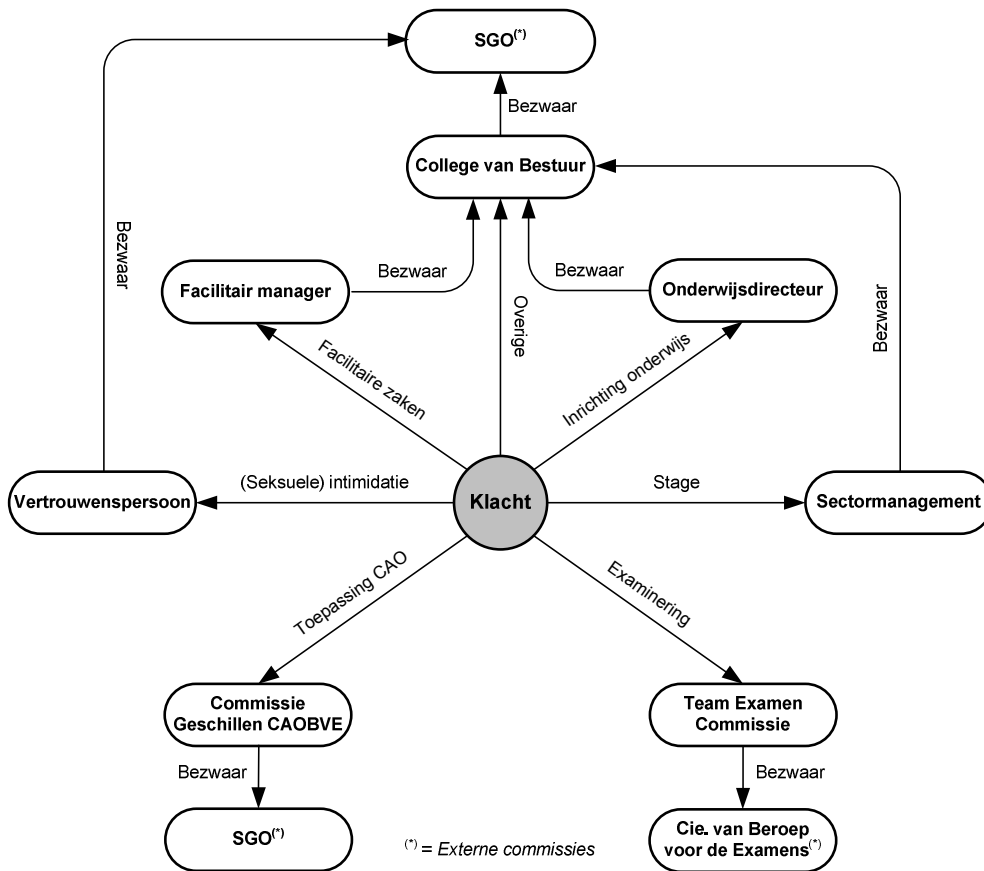 SGO(*)
Bezwaar
College van Bestuur
Bezwaar
Facilitair manager
Bezwaar
Bezwaar
Onderwijsdirecteur
Bezwaar
Overige
Facilitaire zaken
Inrichting onderwijs
Vertrouwenspersoon
(Seksuele) intimidatie
Klacht
Stage
Sectormanagement
Toepassing CAO
Examinering
Commissie
Geschillen CAOBVE
Team Examen
Commissie
Bezwaar
Bezwaar
SGO(*)
(*) = Externe commissies
Cie. van Beroep
voor de Examens(*)